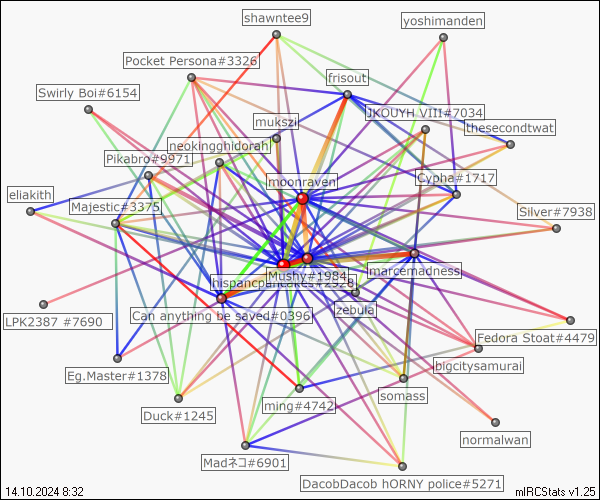 shawntee9
yoshimanden
Pocket Persona#3326
frisout
Swirly Boi#6154
JKOUYH VIII#7034
mukszi
thesecondtwat
neokingghidorah
Pikabro#9971
moonraven
Cypha#1717
eliakith
Majestic#3375
Silver#7938
marcemadness
Mushy#1984
hispancpancakes#2328
zebula
Can anything be saved#0396
LPK2387 #7690
Fedora Stoat#4479
bigcitysamurai
Eg.Master#1378
somass
ming#4742
Duck#1245
normalwan
Madネコ#6901
DacobDacob hORNY police#5271
14.10.2024 8:32
mIRCStats v1.25